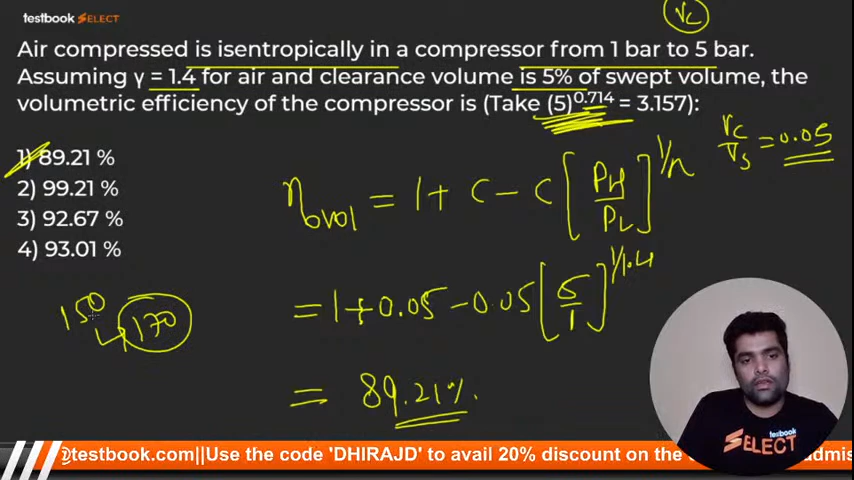 testbook SELECT
Vc
Air compressed is isentropically in a compressor from 1 bar to 5 bar.
Assuming γ = 1.4 for air and clearance volume is 5% of swept volume, the
volumetric efficiency of the compressor is (Take (5)^0.714 = 3.157):
1) 89.21 %
2) 99.21 %
3) 92.67 %
4) 93.01 %
Vc/Vs = 0.05
ηovol = 1 + C - C [PH/PL]^1/n
= 1 + 0.05 - 0.05 [5/1]^1/1.4
= 89.21%.
150
170
SELECT
@testbook.com||Use the code 'DHIRAJD' to avail 20% discount on the